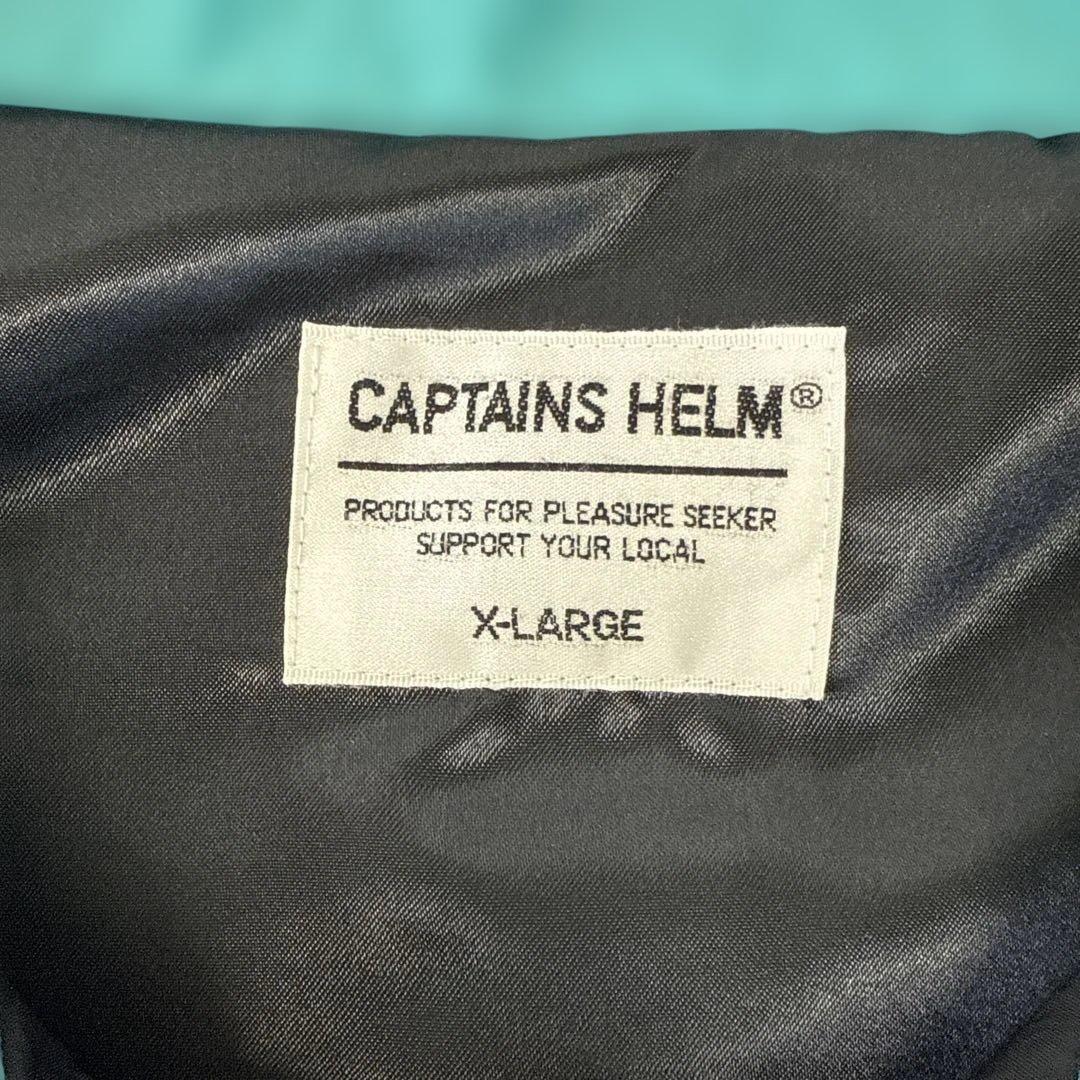 CAPTAINS HELM®
PRODUCTS FOR PLEASURE SEEKER
SUPPORT YOUR LOCAL
X-LARGE